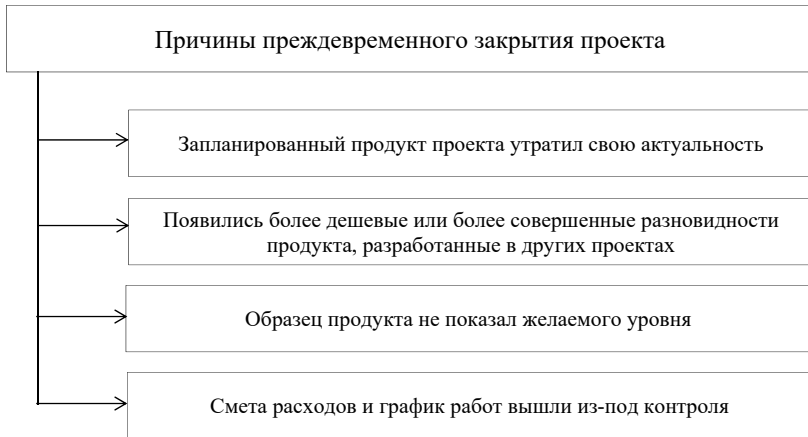 Причины преждевременного закрытия проекта
Запланированный продукт проекта утратил свою актуальность
Появились более дешевые или более совершенные разновидности
продукта, разработанные в других проектах
Образец продукта не показал желаемого уровня
Смета расходов и график работ вышли из-под контроля